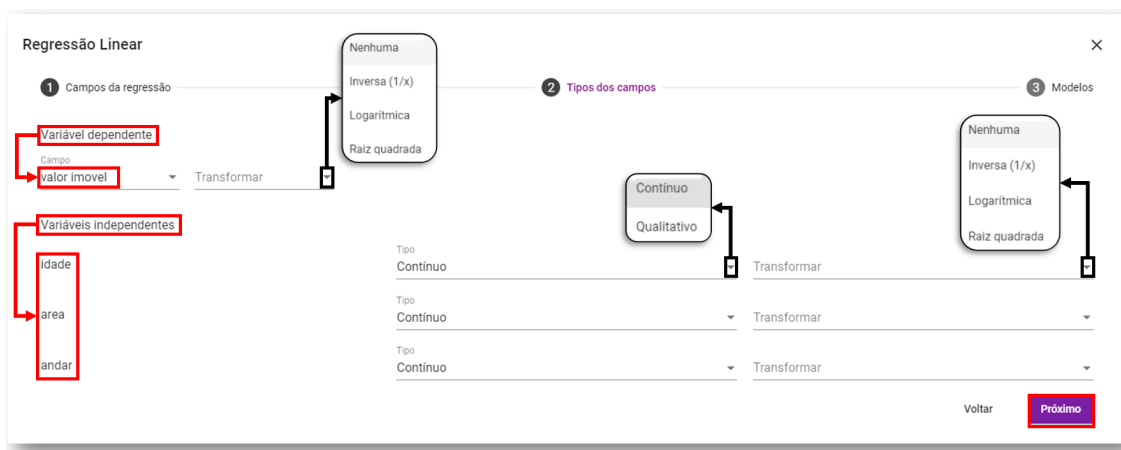 Regressão Linear
1 Campos da regressão
2 Tipos dos campos
3 Modelos
Nenhuma
Inversa (1/x)
Logarítmica
Raiz quadrada
Variável dependente
Campo
valor imovel
Transformar
Nenhuma
Inversa (1/x)
Logarítmica
Raiz quadrada
Contínuo
Qualitativo
Variáveis independentes
idade
Tipo
Contínuo
Transformar
area
Tipo
Contínuo
Transformar
andar
Tipo
Contínuo
Transformar
Voltar
Próximo